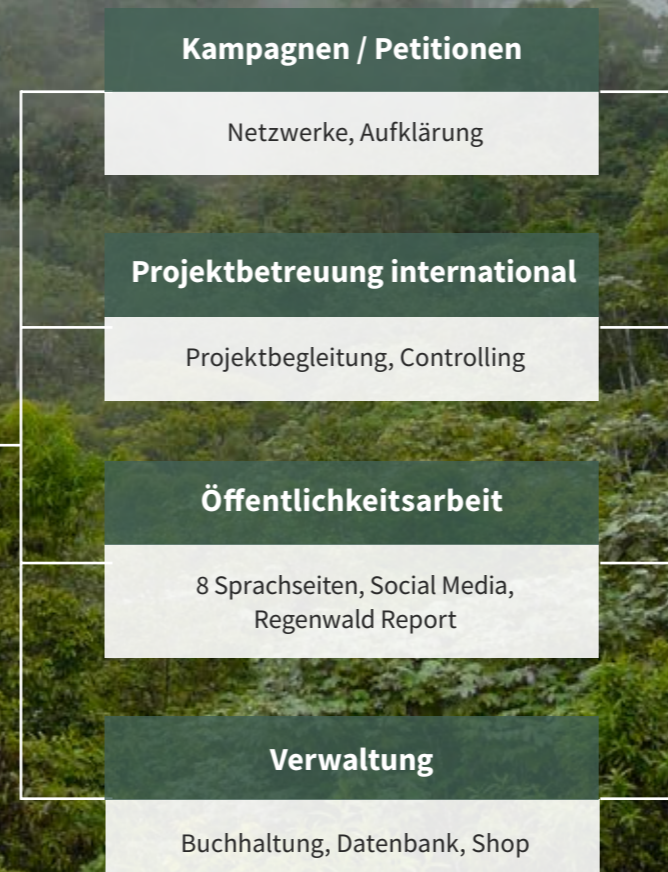 Kampagnen / Petitionen
Netzwerke, Aufklärung
Projektbetreuung international
Projektbegleitung, Controlling
Öffentlichkeitsarbeit
8 Sprachseiten, Social Media,
Regenwald Report
Verwaltung
Buchhaltung, Datenbank, Shop